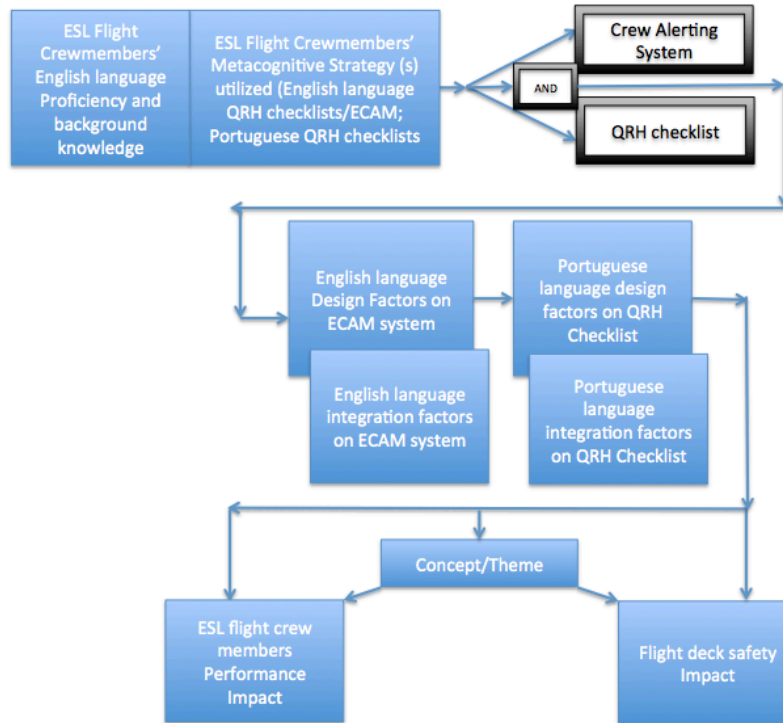 ESL Flight
Crewmembers'
English language
Proficiency and
background
knowledge
ESL Flight Crewmembers'
Metacognitive Strategy (s)
utilized (English language
QRH checklists/ECAM;
Portuguese QRH checklists
Crew Alerting
System
AND
QRH checklist
English language
Design Factors on
ECAM system
English language
integration factors
on ECAM system
Portuguese
language design
factors on QRH
Checklist
Portuguese
language
integration factors
on QRH Checklist
Concept/Theme
ESL flight crew
members
Performance
Impact
Flight deck safety
Impact